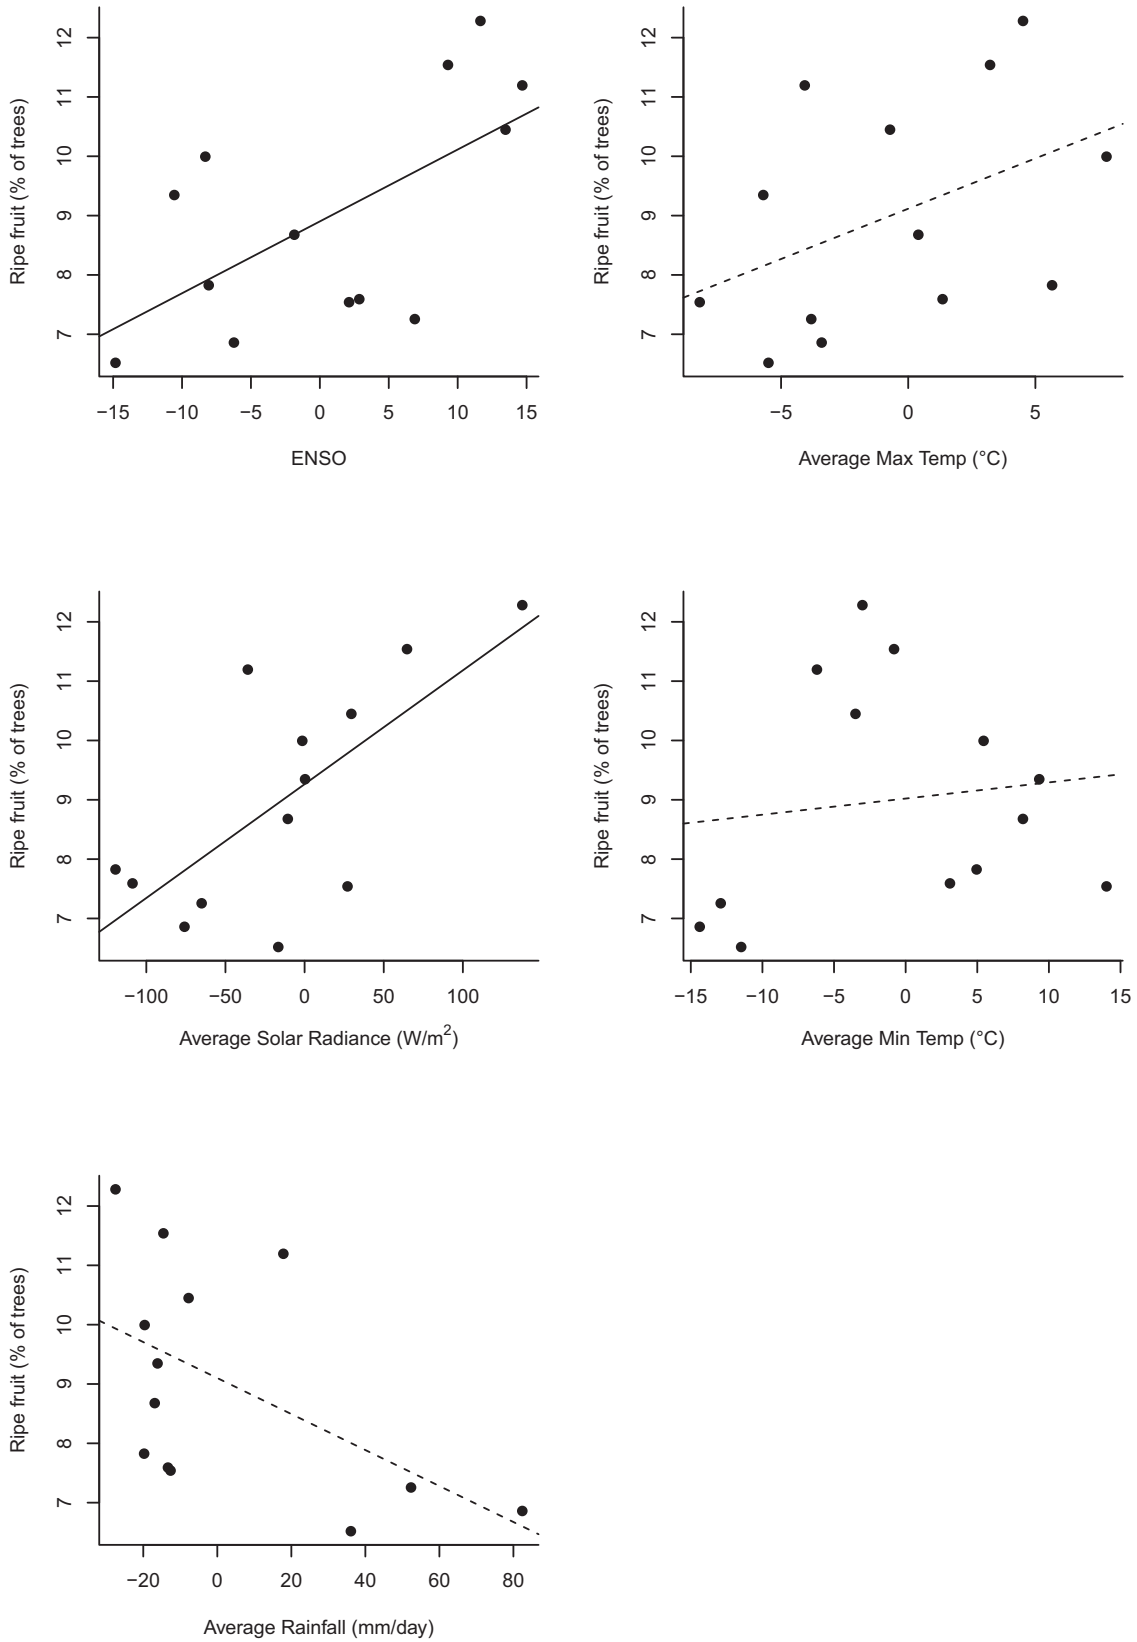 Ripe fruit (% of trees)
12
11
10
9
8
7
−15 −10 −5 0 5 10 15
ENSO
Ripe fruit (% of trees)
12
11
10
9
8
7
−5 0 5
Average Max Temp (°C)
Ripe fruit (% of trees)
12
11
10
9
8
7
−100 −50 0 50 100
Average Solar Radiance (W/m²)
Ripe fruit (% of trees)
12
11
10
9
8
7
−15 −10 −5 0 5 10 15
Average Min Temp (°C)
Ripe fruit (% of trees)
12
11
10
9
8
7
−20 0 20 40 60 80
Average Rainfall (mm/day)